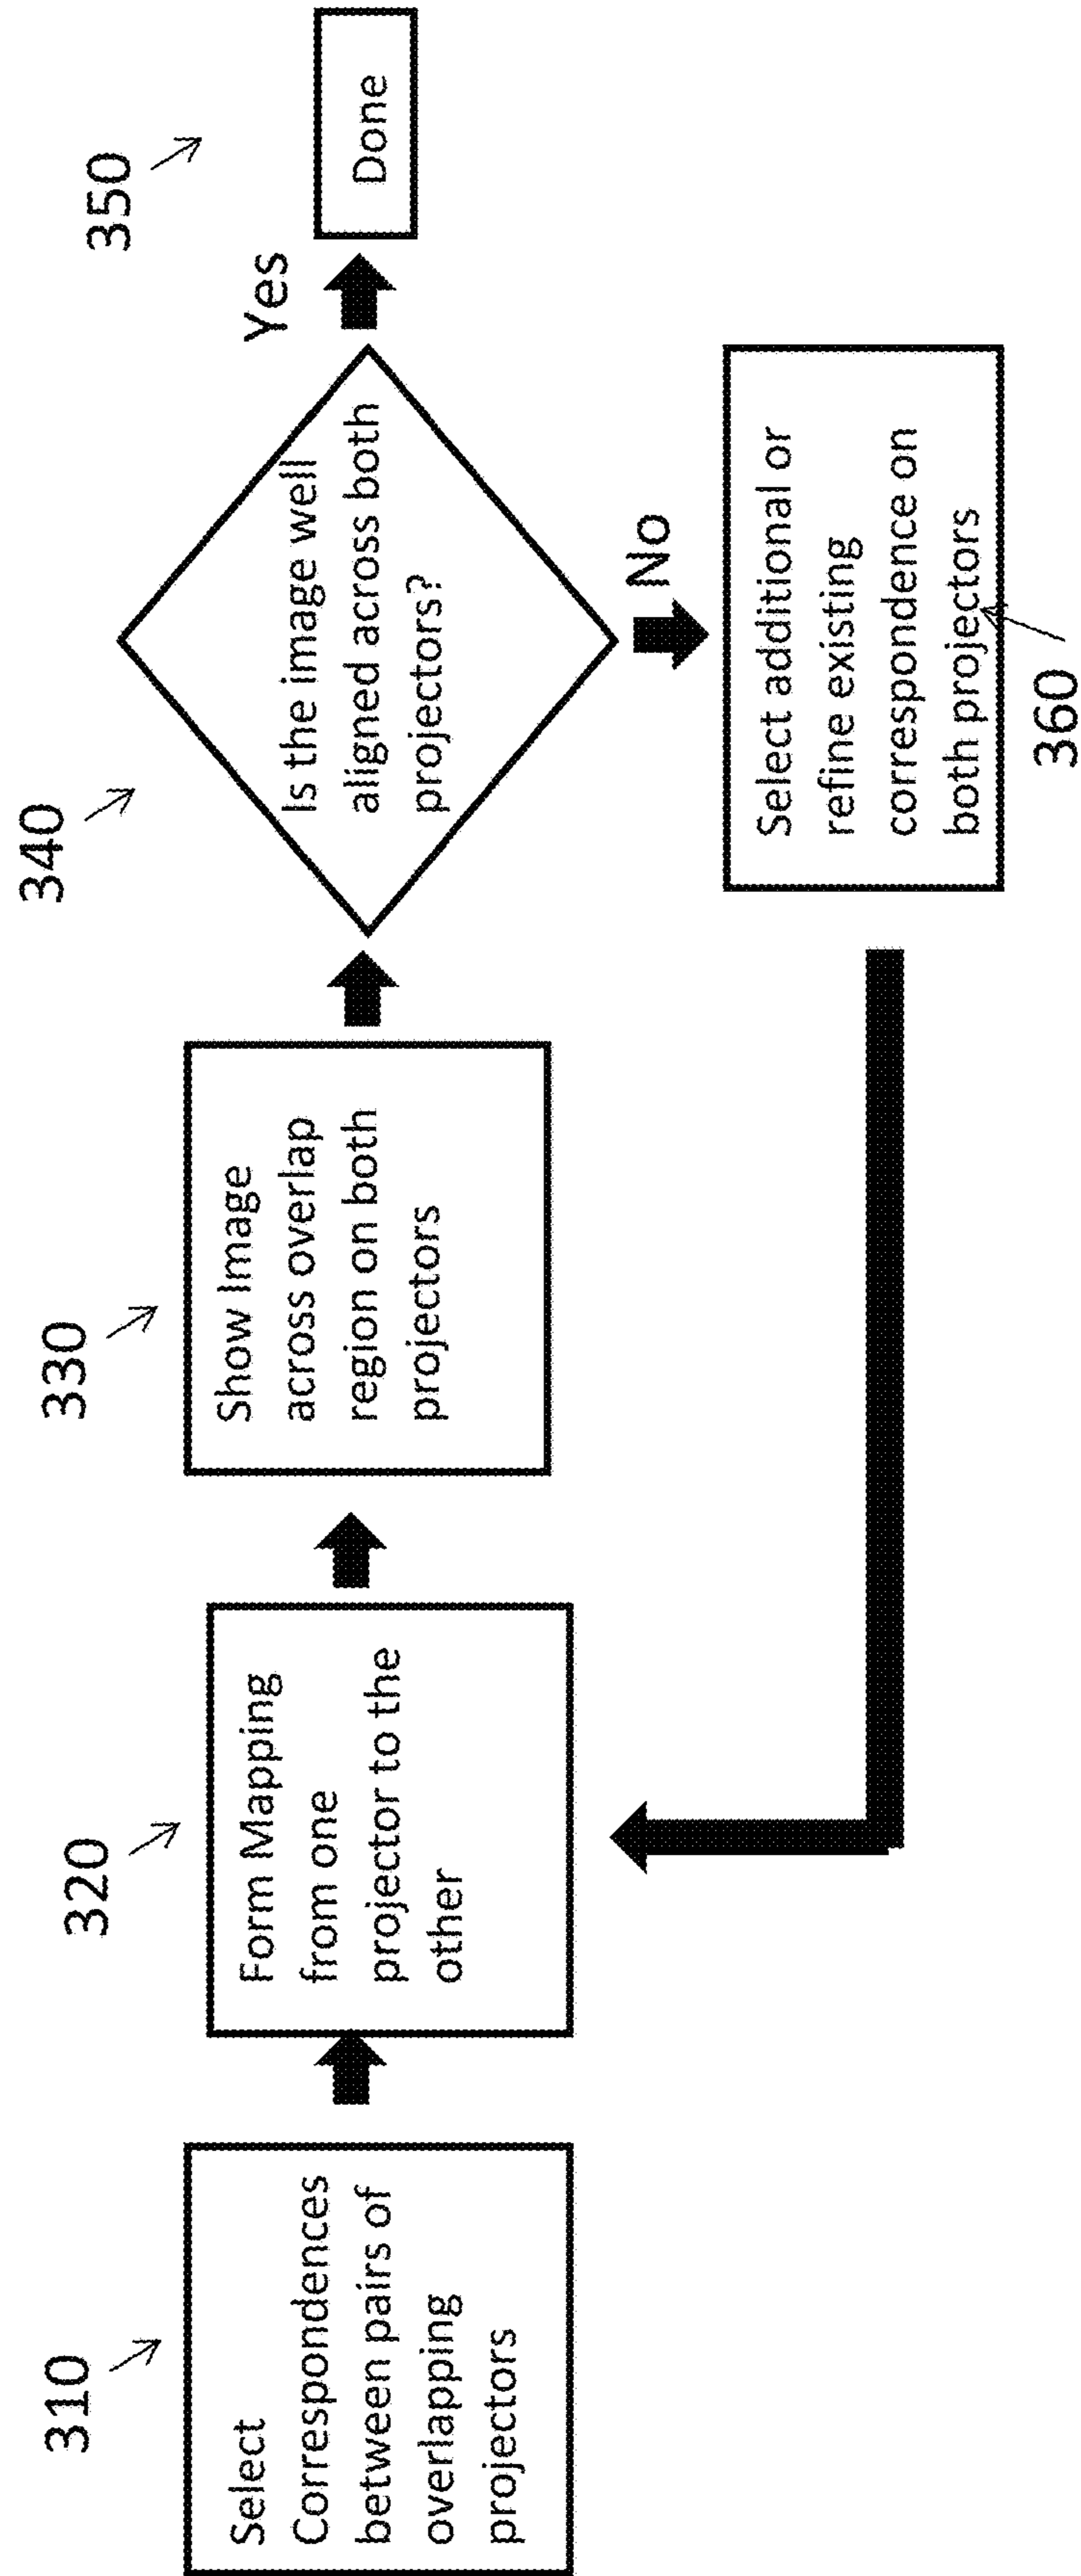 310
Select
Correspondences
between pairs of
overlapping
projectors
320
Form Mapping
from one
projector to the
other
330
Show Image
across overlap
region on both
projectors
340
Is the image well
aligned across both
projectors?
Yes
350
Done
No
Select additional or
refine existing
correspondence on
both projectors
360